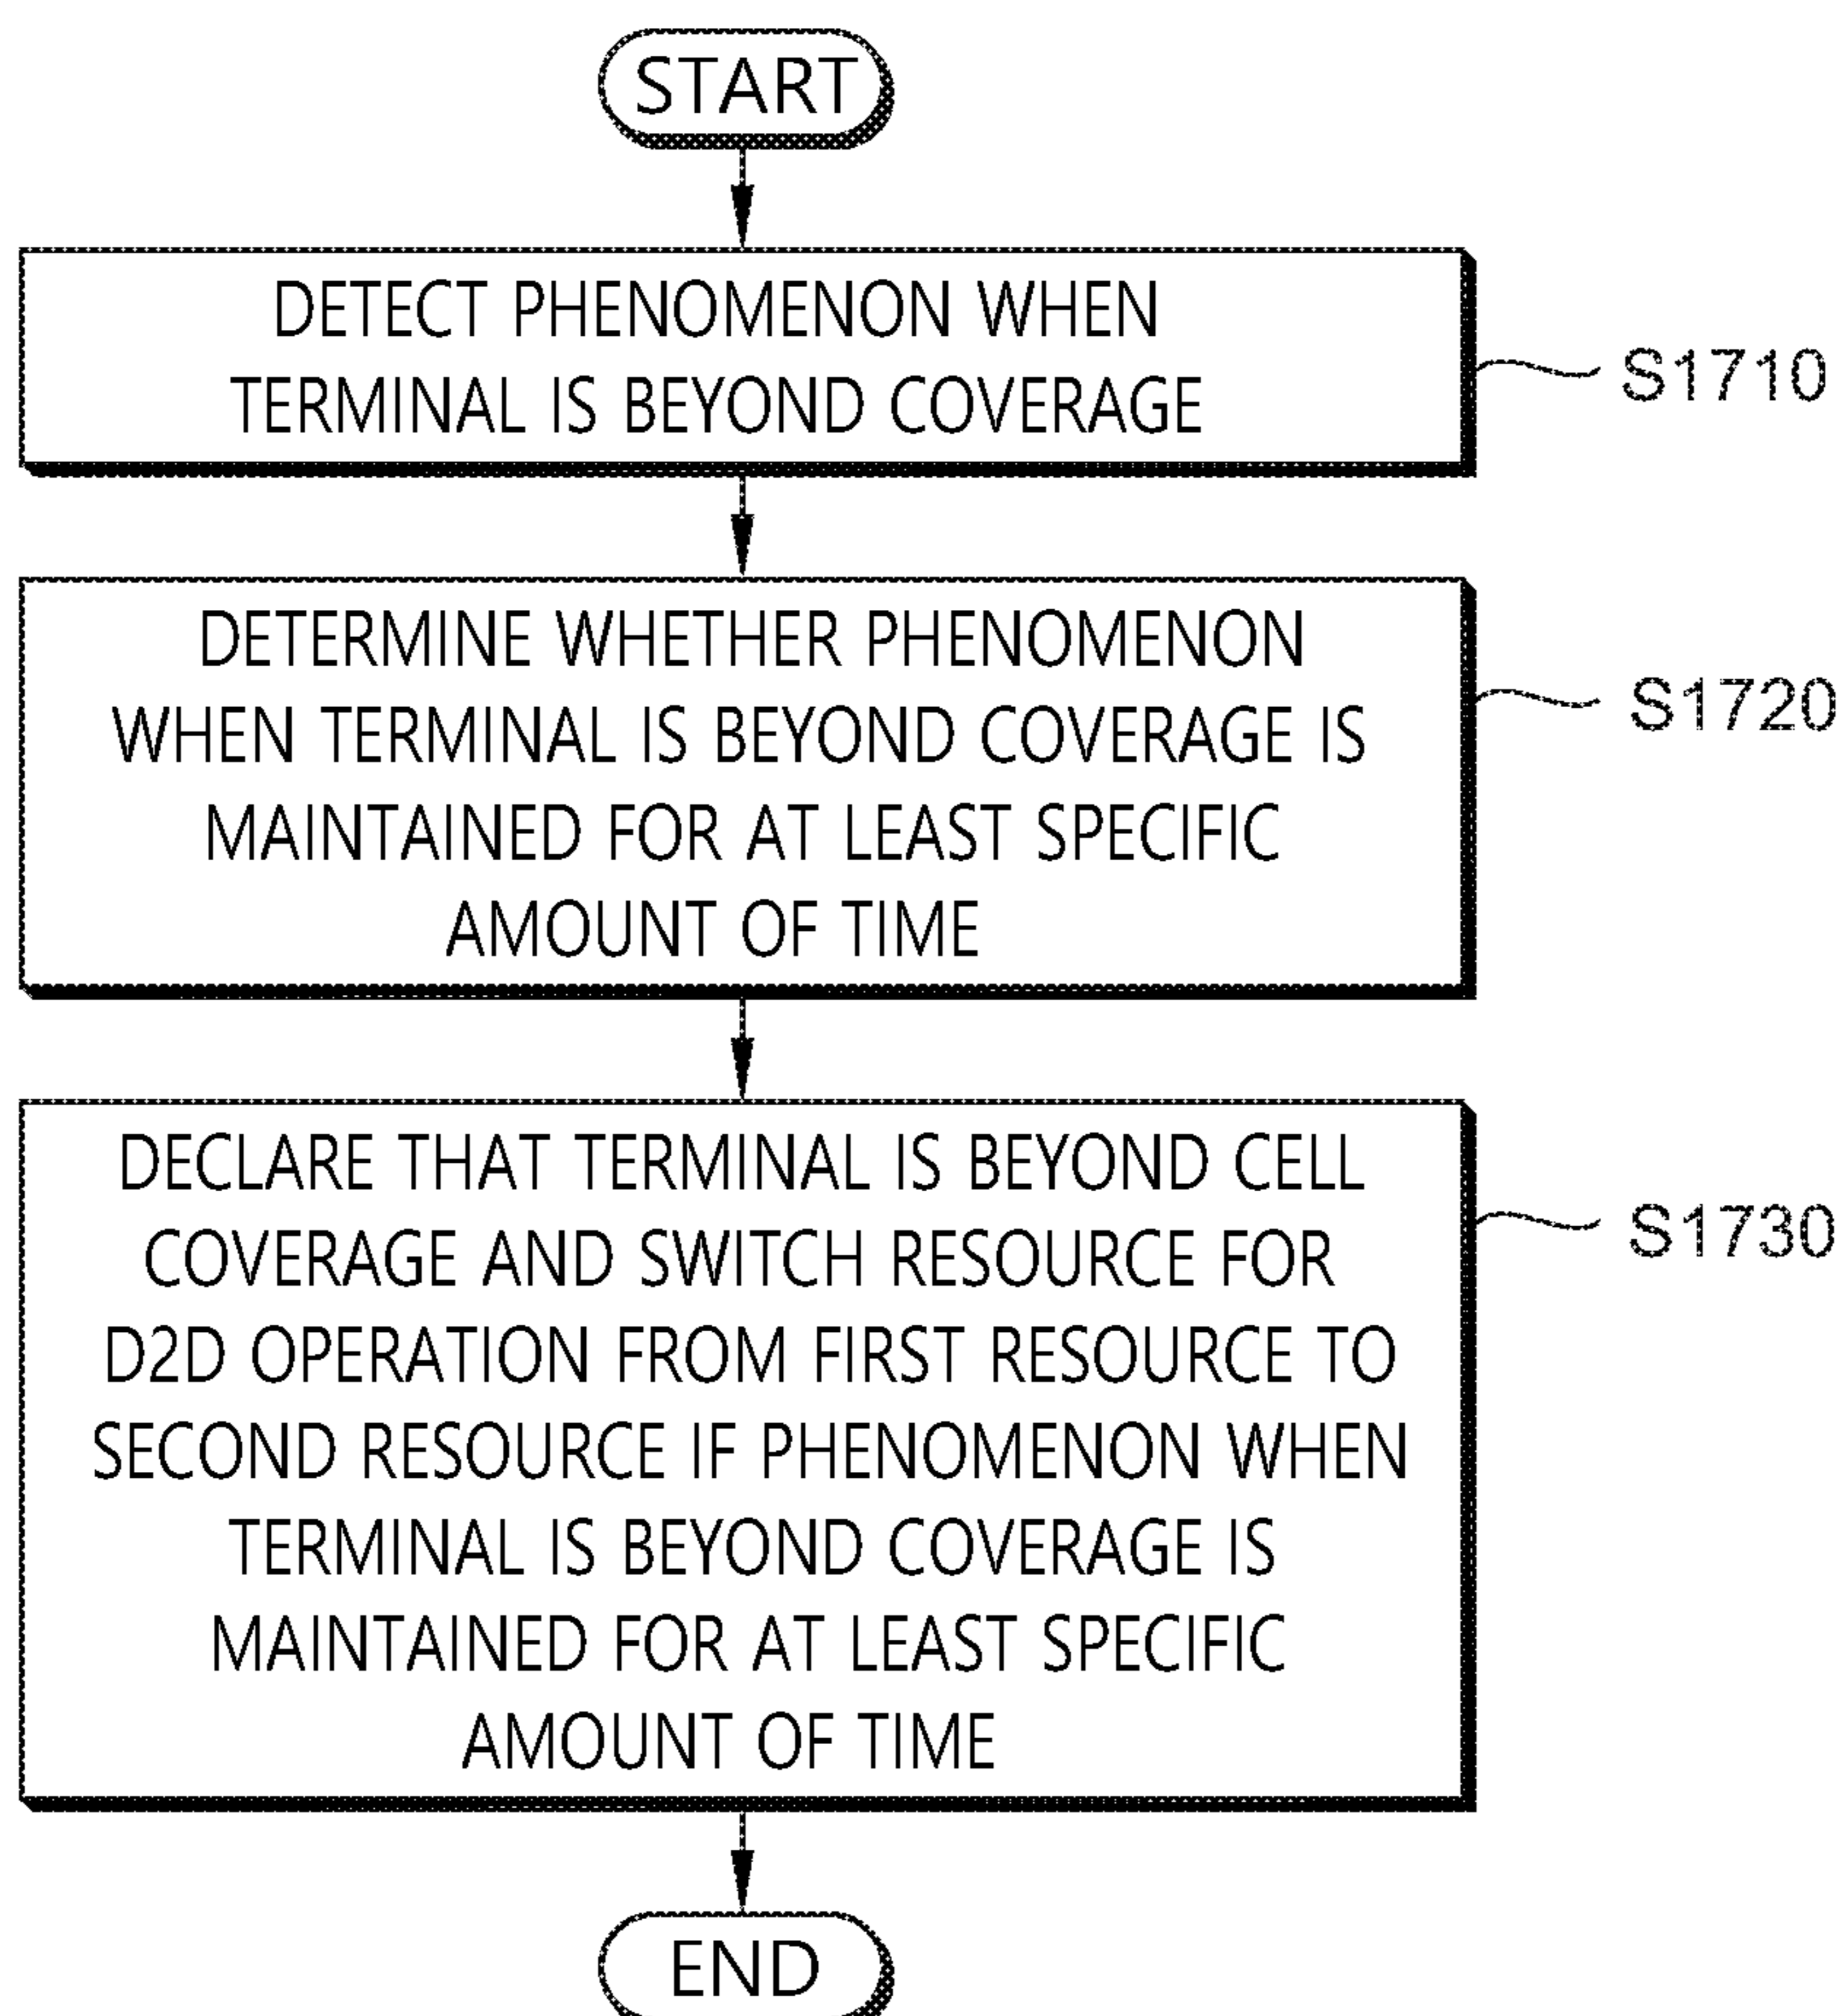 START
DETECT PHENOMENON WHEN
TERMINAL IS BEYOND COVERAGE
S1710
DETERMINE WHETHER PHENOMENON
WHEN TERMINAL IS BEYOND COVERAGE IS
MAINTAINED FOR AT LEAST SPECIFIC
AMOUNT OF TIME
S1720
DECLARE THAT TERMINAL IS BEYOND CELL
COVERAGE AND SWITCH RESOURCE FOR
D2D OPERATION FROM FIRST RESOURCE TO
SECOND RESOURCE IF PHENOMENON WHEN
TERMINAL IS BEYOND COVERAGE IS
MAINTAINED FOR AT LEAST SPECIFIC
AMOUNT OF TIME
S1730
END